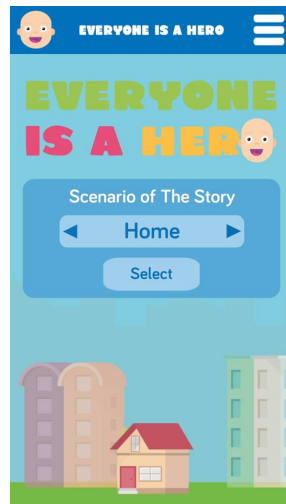 EVERYONE IS A HERO
EVERYONE
IS A HERO
Scenario of The Story
Home
Select